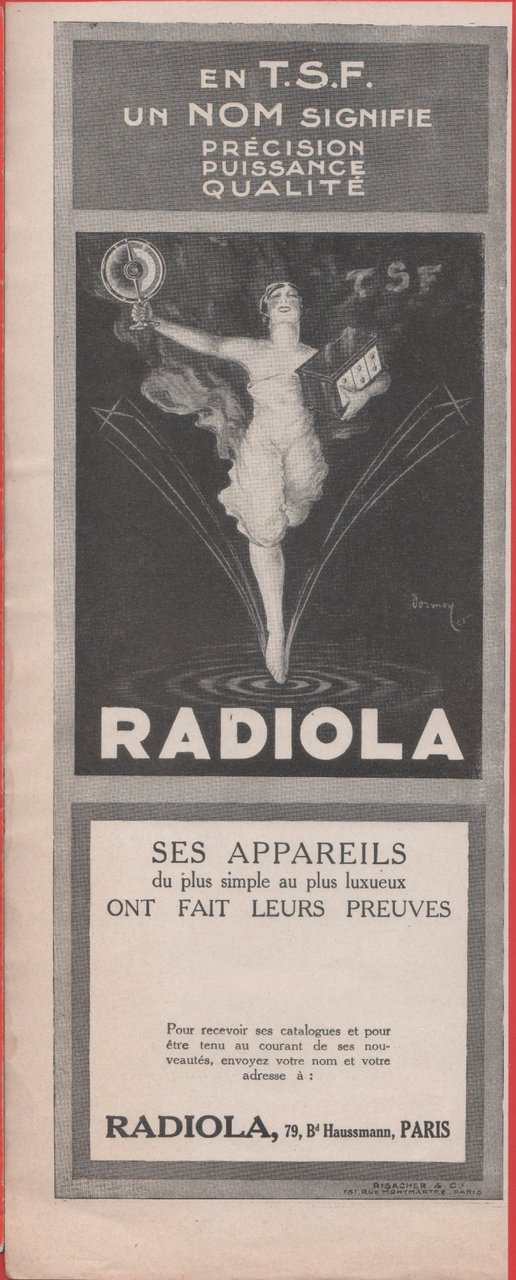 EN T.S.F.
UN NOM SIGNIFIE
PRÉCISION
PUISSANCE
QUALITÉ
TSF
Dormoy
RADIOLA
SES APPAREILS
du plus simple au plus luxueux
ONT FAIT LEURS PREUVES
Pour recevoir ses catalogues et pour
être tenu au courant de ses nou-
veautés, envoyez votre nom et votre
adresse à :
RADIOLA, 79, Bd Haussmann, PARIS
RISACHER & Cie
161, RUE MONTMARTRE, PARIS